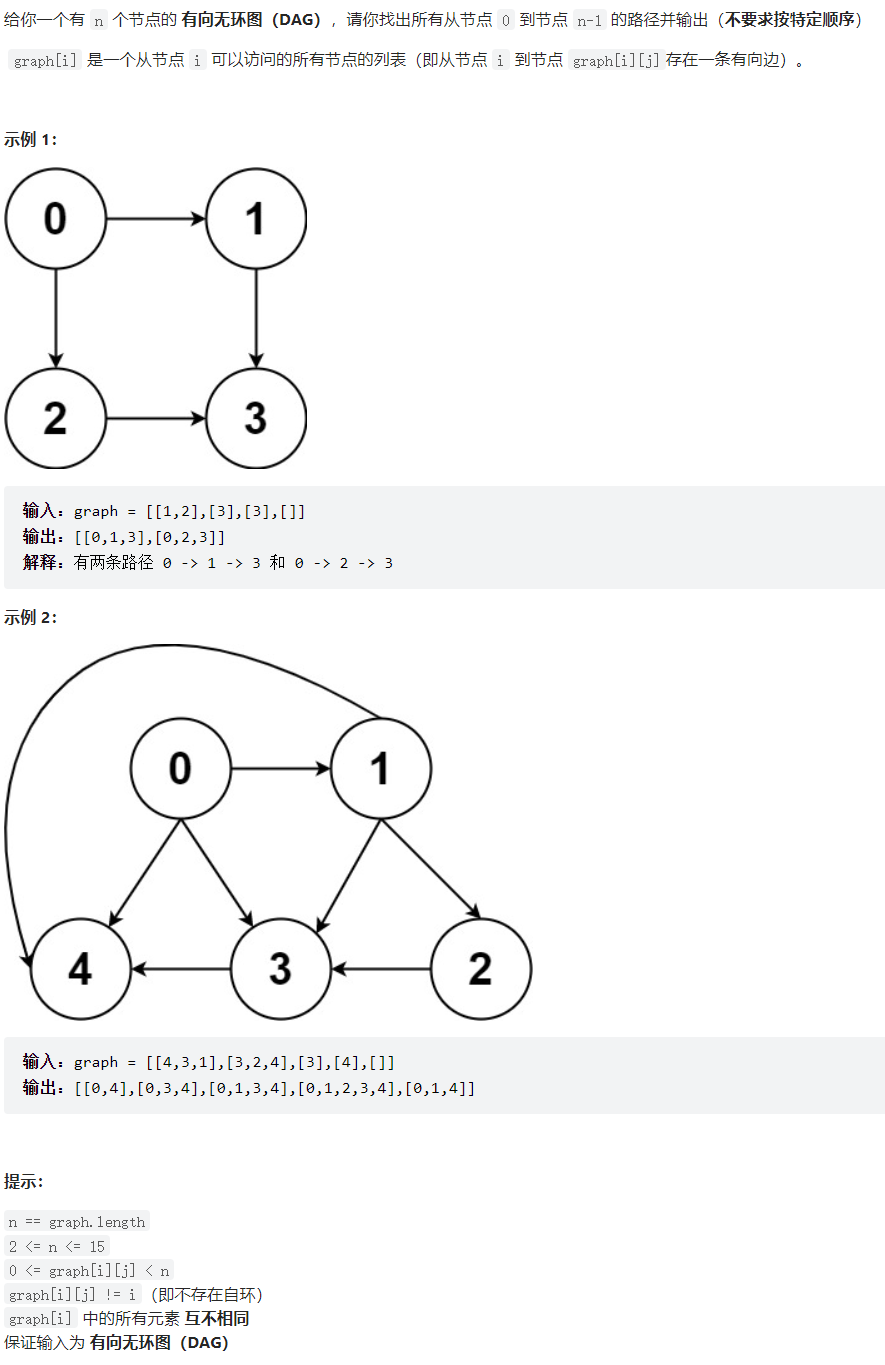 给你一个有 n 个节点的 有向无环图（DAG），请你找出所有从节点 0 到节点 n-1 的路径并输出（不要求按特定顺序）
graph[i] 是一个从节点 i 可以访问的所有节点的列表（即从节点 i 到节点 graph[i][j]存在一条有向边）。
示例 1：
0
1
2
3
输入：graph = [[1,2],[3],[3],[]]
输出：[[0,1,3],[0,2,3]]
解释：有两条路径 0 -> 1 -> 3 和 0 -> 2 -> 3
示例 2：
0
1
4
3
2
输入：graph = [[4,3,1],[3,2,4],[3],[4],[]]
输出：[[0,4],[0,3,4],[0,1,3,4],[0,1,2,3,4],[0,1,4]]
提示：
n == graph.length
2 <= n <= 15
0 <= graph[i][j] < n
graph[i][j] != i（即不存在自环）
graph[i] 中的所有元素 互不相同
保证输入为 有向无环图（DAG）